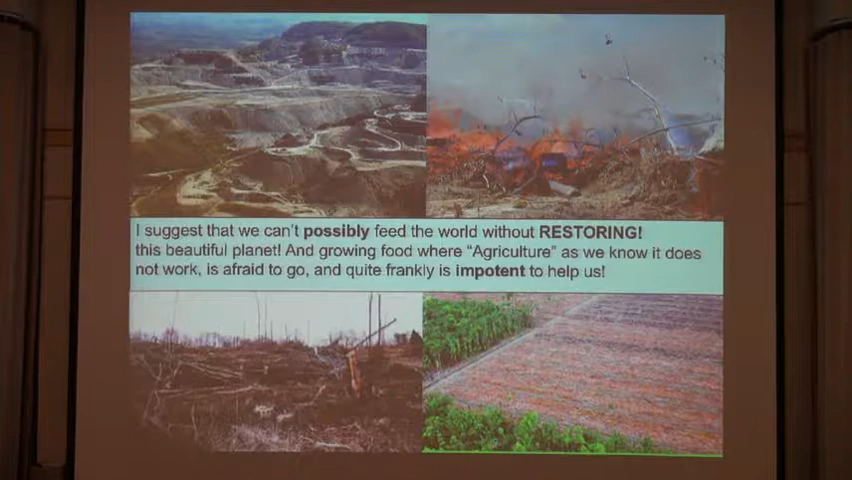 I suggest that we can't possibly feed the world without RESTORING!
this beautiful planet! And growing food where "Agriculture" as we know it does
not work, is afraid to go, and quite frankly is impotent to help us!